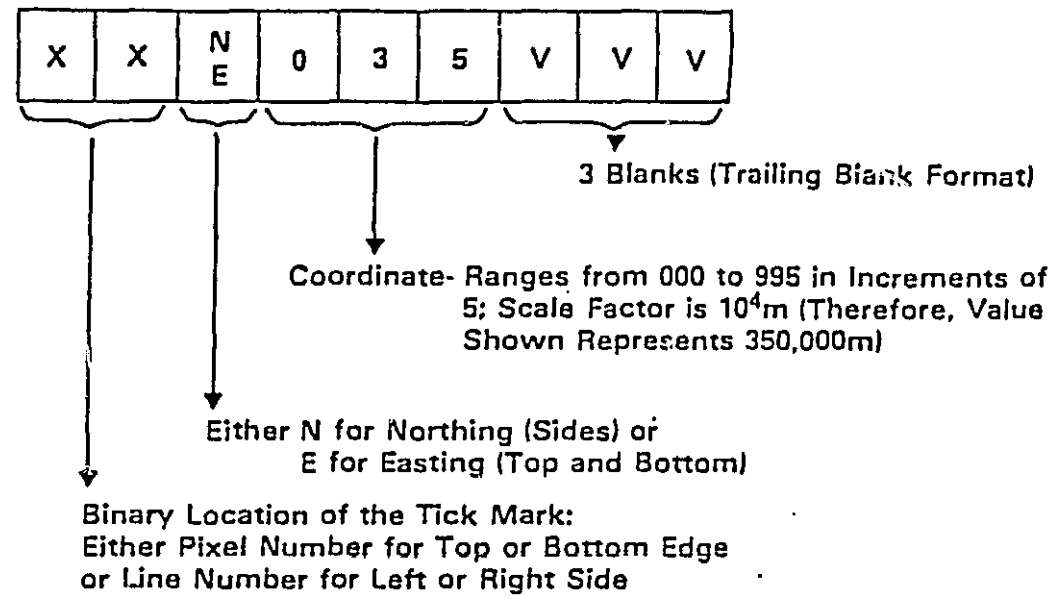 X X N 0 3 5 V V V
E
3 Blanks (Trailing Blank Format)
Coordinate- Ranges from 000 to 995 in Increments of
5; Scale Factor is 10⁴m (Therefore, Value
Shown Represents 350,000m)
Either N for Northing (Sides) or
E for Easting (Top and Bottom)
Binary Location of the Tick Mark:
Either Pixel Number for Top or Bottom Edge
or Line Number for Left or Right Side